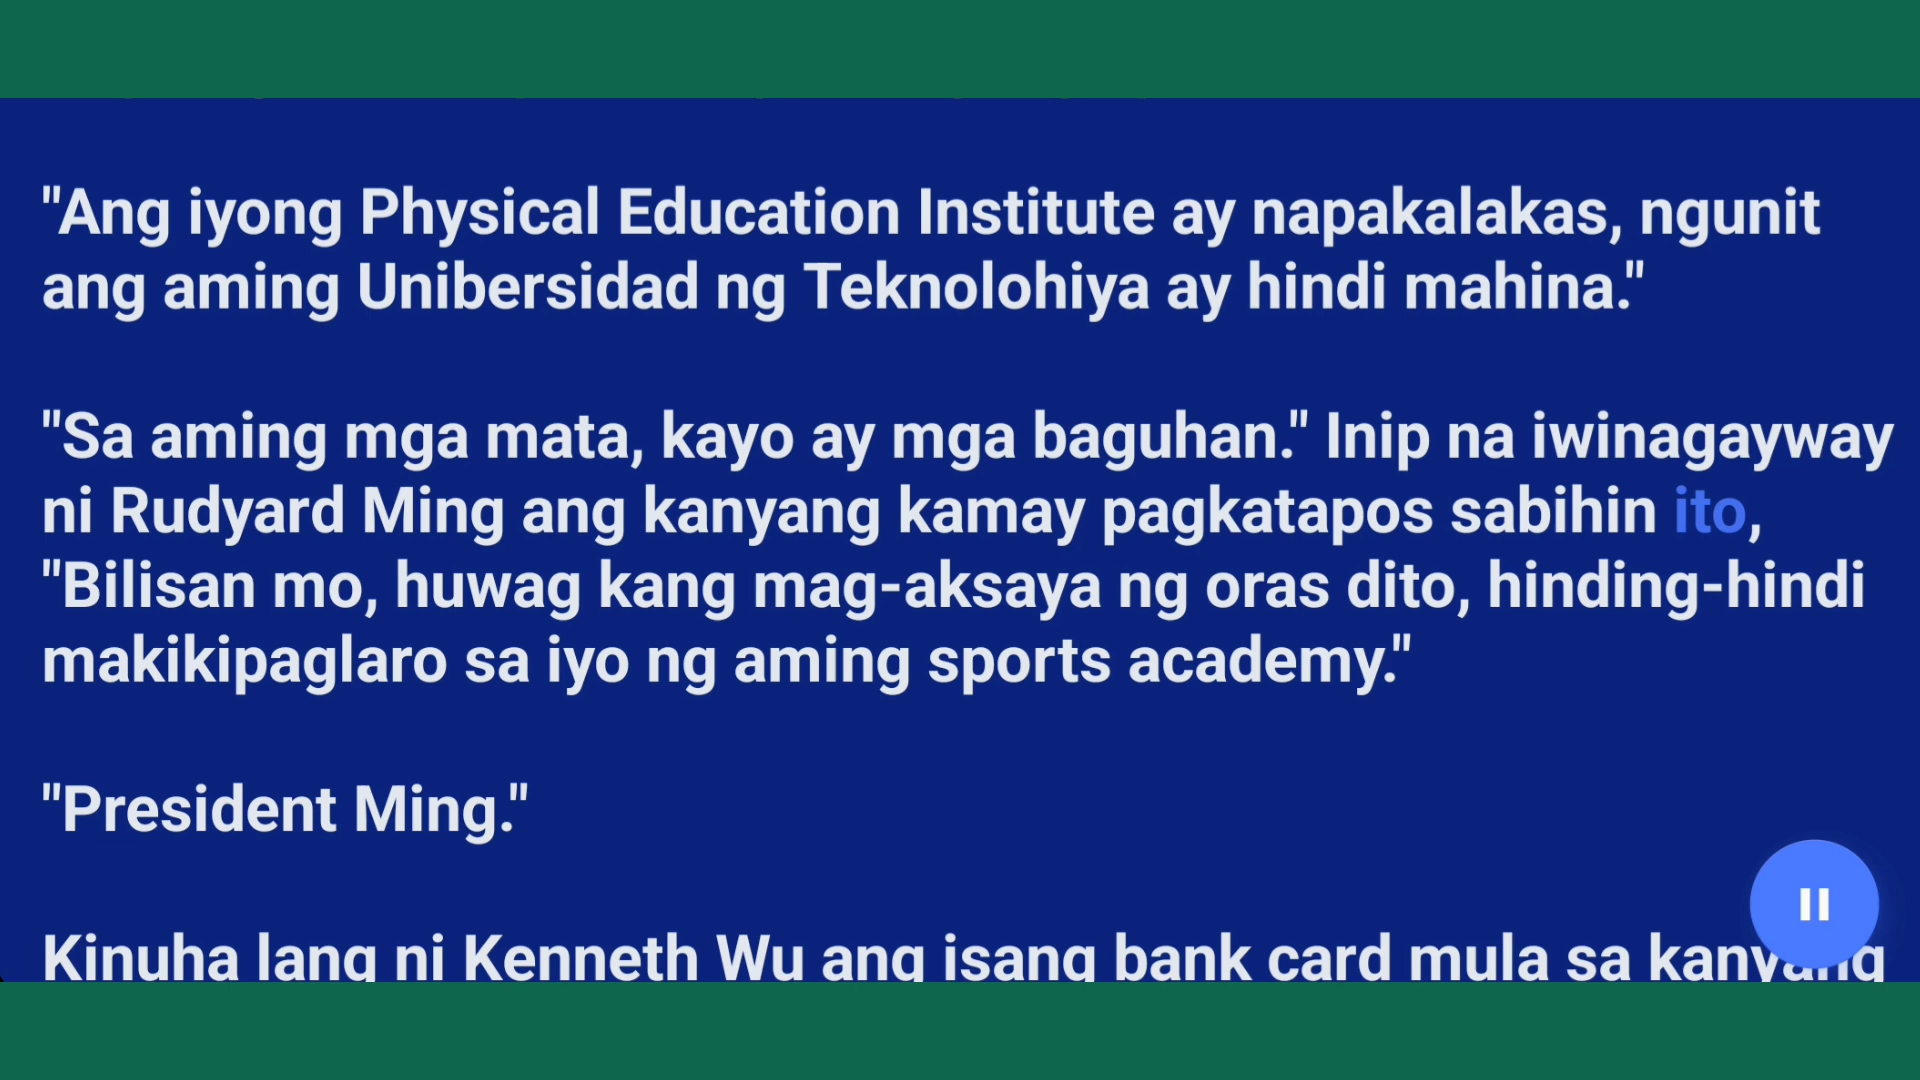 "Ang iyong Physical Education Institute ay napakalakas, ngunit
ang aming Unibersidad ng Teknolohiya ay hindi mahina."
"Sa aming mga mata, kayo ay mga baguhan." Inip na iwinagayway
ni Rudyard Ming ang kanyang kamay pagkatapos sabihin ito,
"Bilisan mo, huwag kang mag-aksaya ng oras dito, hinding-hindi
makikipaglaro sa iyo ng aming sports academy."
"President Ming."
Kinuha lang ni Kenneth Wu ang isang bank card mula sa kanyang